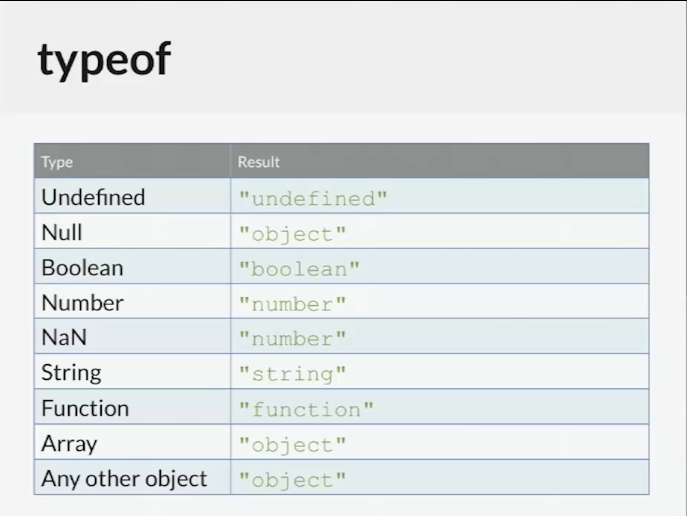 typeof
Type Result
Undefined "undefined"
Null "object"
Boolean "boolean"
Number "number"
NaN "number"
String "string"
Function "function"
Array "object"
Any other object "object"